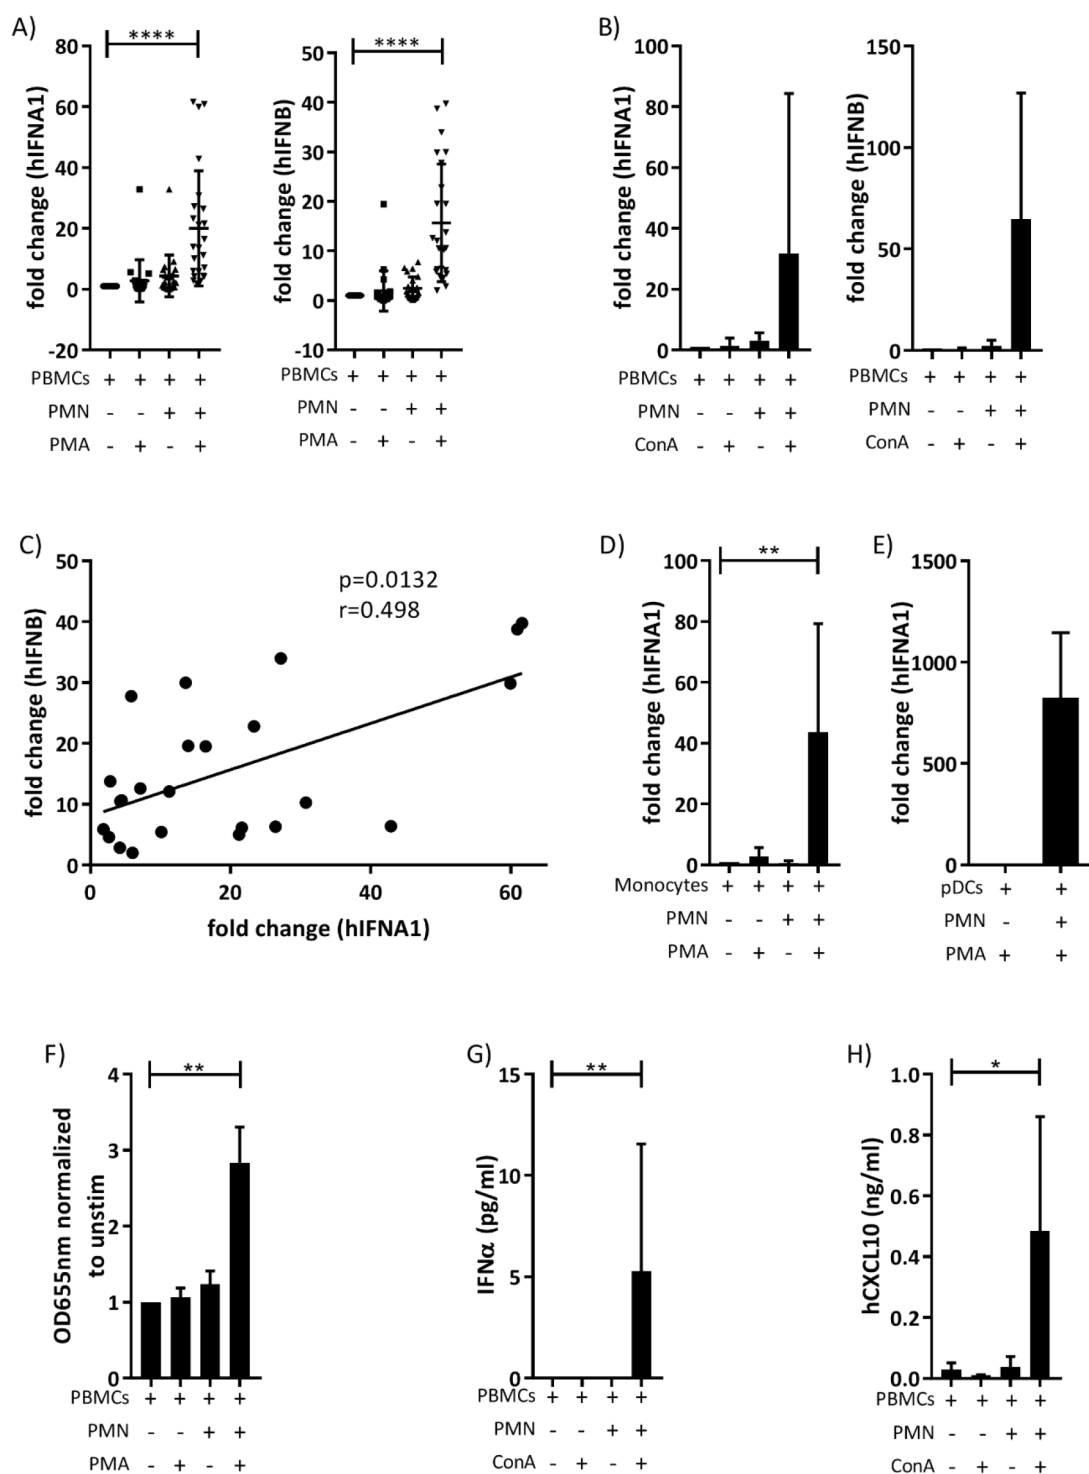 A)
****
fold change (hIFNA1)
80
60
40
20
0
-20
PBMCs + + + +
PMN - - + +
PMA - + - +
****
fold change (hIFNB)
50
40
30
20
10
0
-10
PBMCs + + + +
PMN - - + +
PMA - + - +
B)
fold change (hIFNA1)
100
80
60
40
20
0
PBMCs + + + +
PMN - - + +
ConA - + - +
fold change (hIFNB)
150
100
50
0
PBMCs + + + +
PMN - - + +
ConA - + - +
C)
fold change (hIFNB)
50
40
30
20
10
0
p=0.0132
r=0.498
0 20 40 60
fold change (hIFNA1)
D)
**
fold change (hIFNA1)
100
80
60
40
20
0
Monocytes + + + +
PMN - - + +
PMA - + - +
E)
fold change (hIFNA1)
1500
1000
500
0
pDCs + +
PMN - +
PMA + +
F)
**
OD655nm normalized
to unstim
4
3
2
1
0
PBMCs + + + +
PMN - - + +
PMA - + - +
G)
**
IFNα (pg/ml)
15
10
5
0
PBMCs + + + +
PMN - - + +
ConA - + - +
H)
*
hCXCL10 (ng/ml)
1.0
0.8
0.6
0.4
0.2
0.0
PBMCs + + + +
PMN - - + +
ConA - + - +